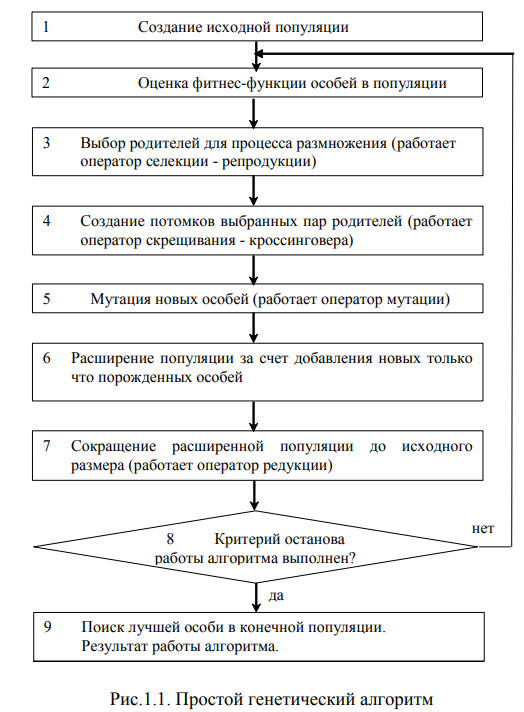 1 Создание исходной популяции
2 Оценка фитнес-функции особей в популяции
3 Выбор родителей для процесса размножения (работает
оператор селекции - репродукции)
4 Создание потомков выбранных пар родителей (работает
оператор скрещивания - кроссинговера)
5 Мутация новых особей (работает оператор мутации)
6 Расширение популяции за счет добавления новых только
что порожденных особей
7 Сокращение расширенной популяции до исходного
размера (работает оператор редукции)
8 Критерий останова
работы алгоритма выполнен?
нет
да
9 Поиск лучшей особи в конечной популяции.
Результат работы алгоритма.
Рис.1.1. Простой генетический алгоритм